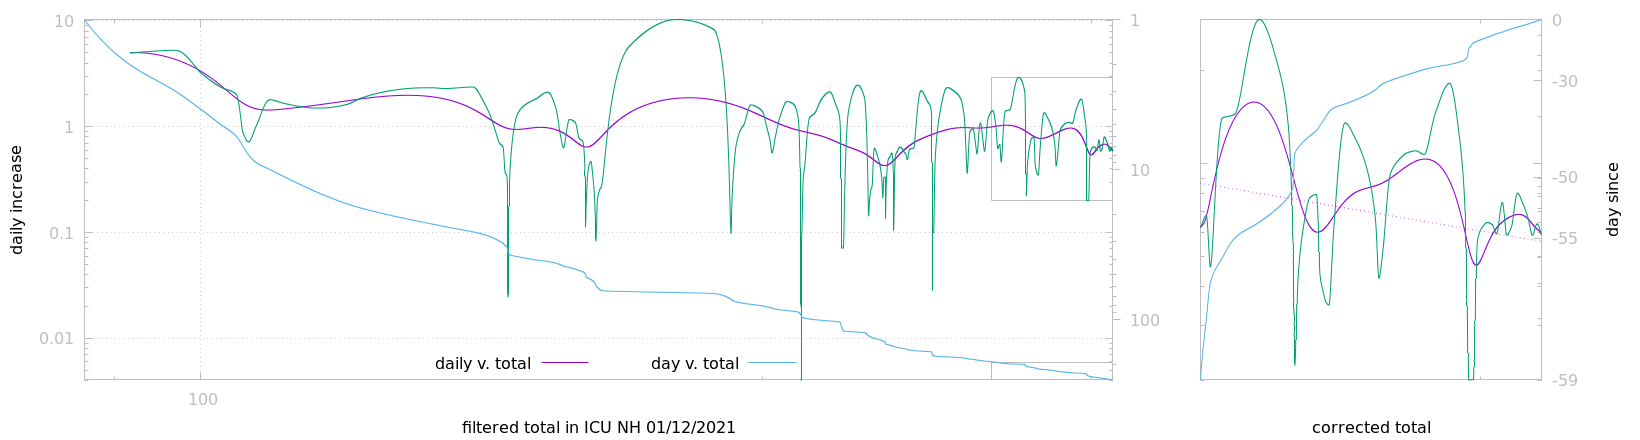 10
1
0.1
0.01
daily increase
100
daily v. total
day v. total
filtered total in ICU NH 01/12/2021
1
10
100
0
-30
-50
-55
-59
day since
corrected total